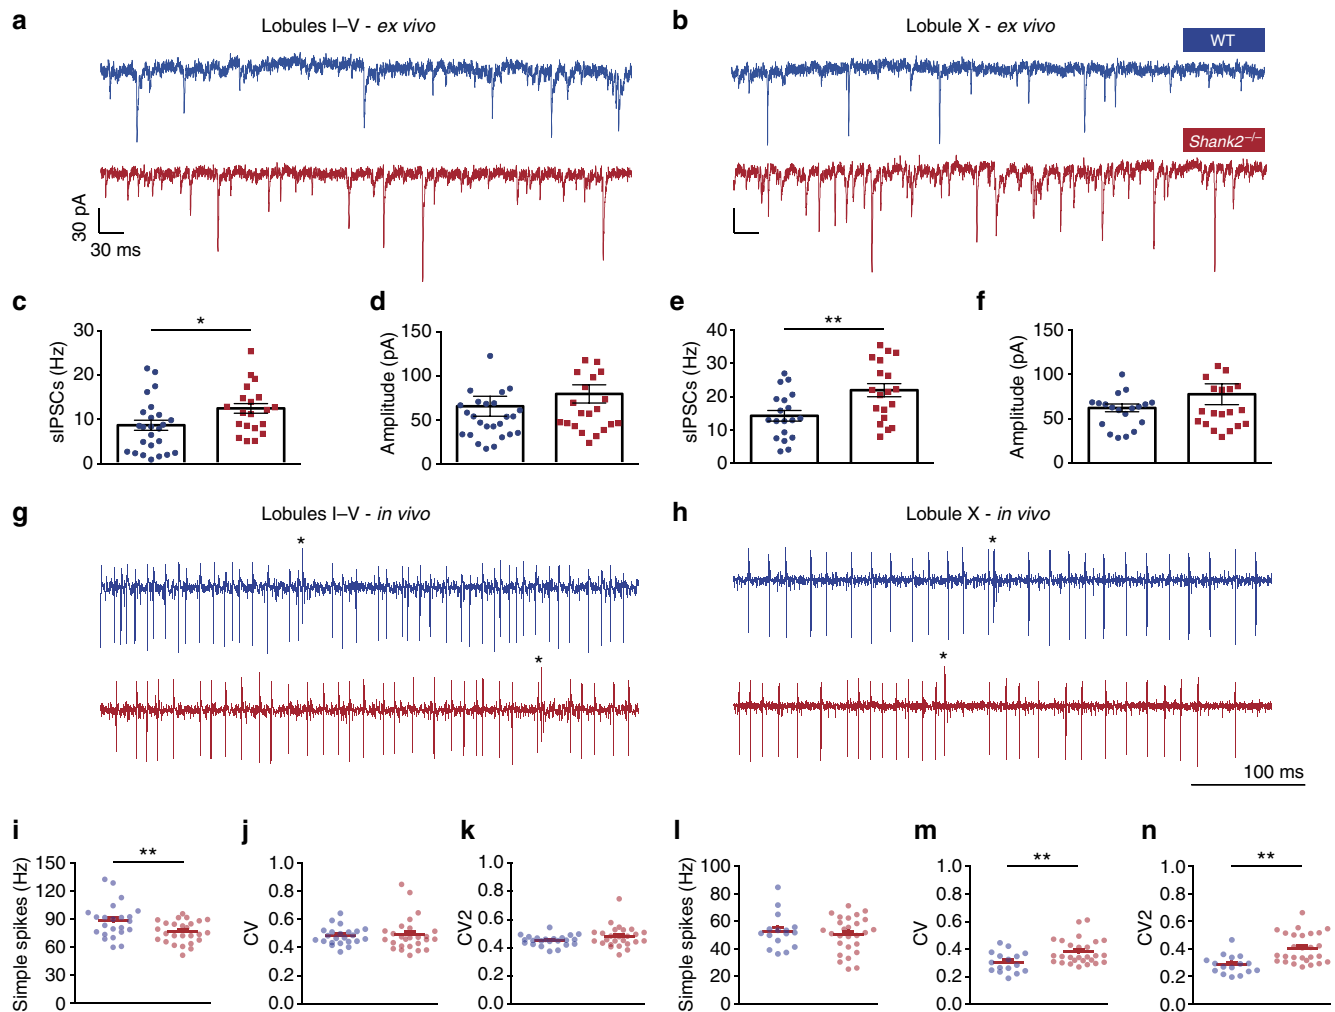 a
Lobules I–V - ex vivo
b
Lobule X - ex vivo
WT
Shank2–/–
30 pA
30 ms
c
sIPSCs (Hz)
30
20
10
0
*
d
Amplitude (pA)
150
100
50
0
e
sIPSCs (Hz)
40
30
20
10
0
**
f
Amplitude (pA)
150
100
50
0
g
Lobules I–V - in vivo
*
*
h
Lobule X - in vivo
*
*
100 ms
i
Simple spikes (Hz)
150
120
90
60
30
0
**
j
CV
1.0
0.8
0.6
0.4
0.2
0.0
k
CV2
1.0
0.8
0.6
0.4
0.2
0.0
l
Simple spikes (Hz)
100
80
60
40
20
0
m
CV
1.0
0.8
0.6
0.4
0.2
0.0
**
n
CV2
1.0
0.8
0.6
0.4
0.2
0.0
**